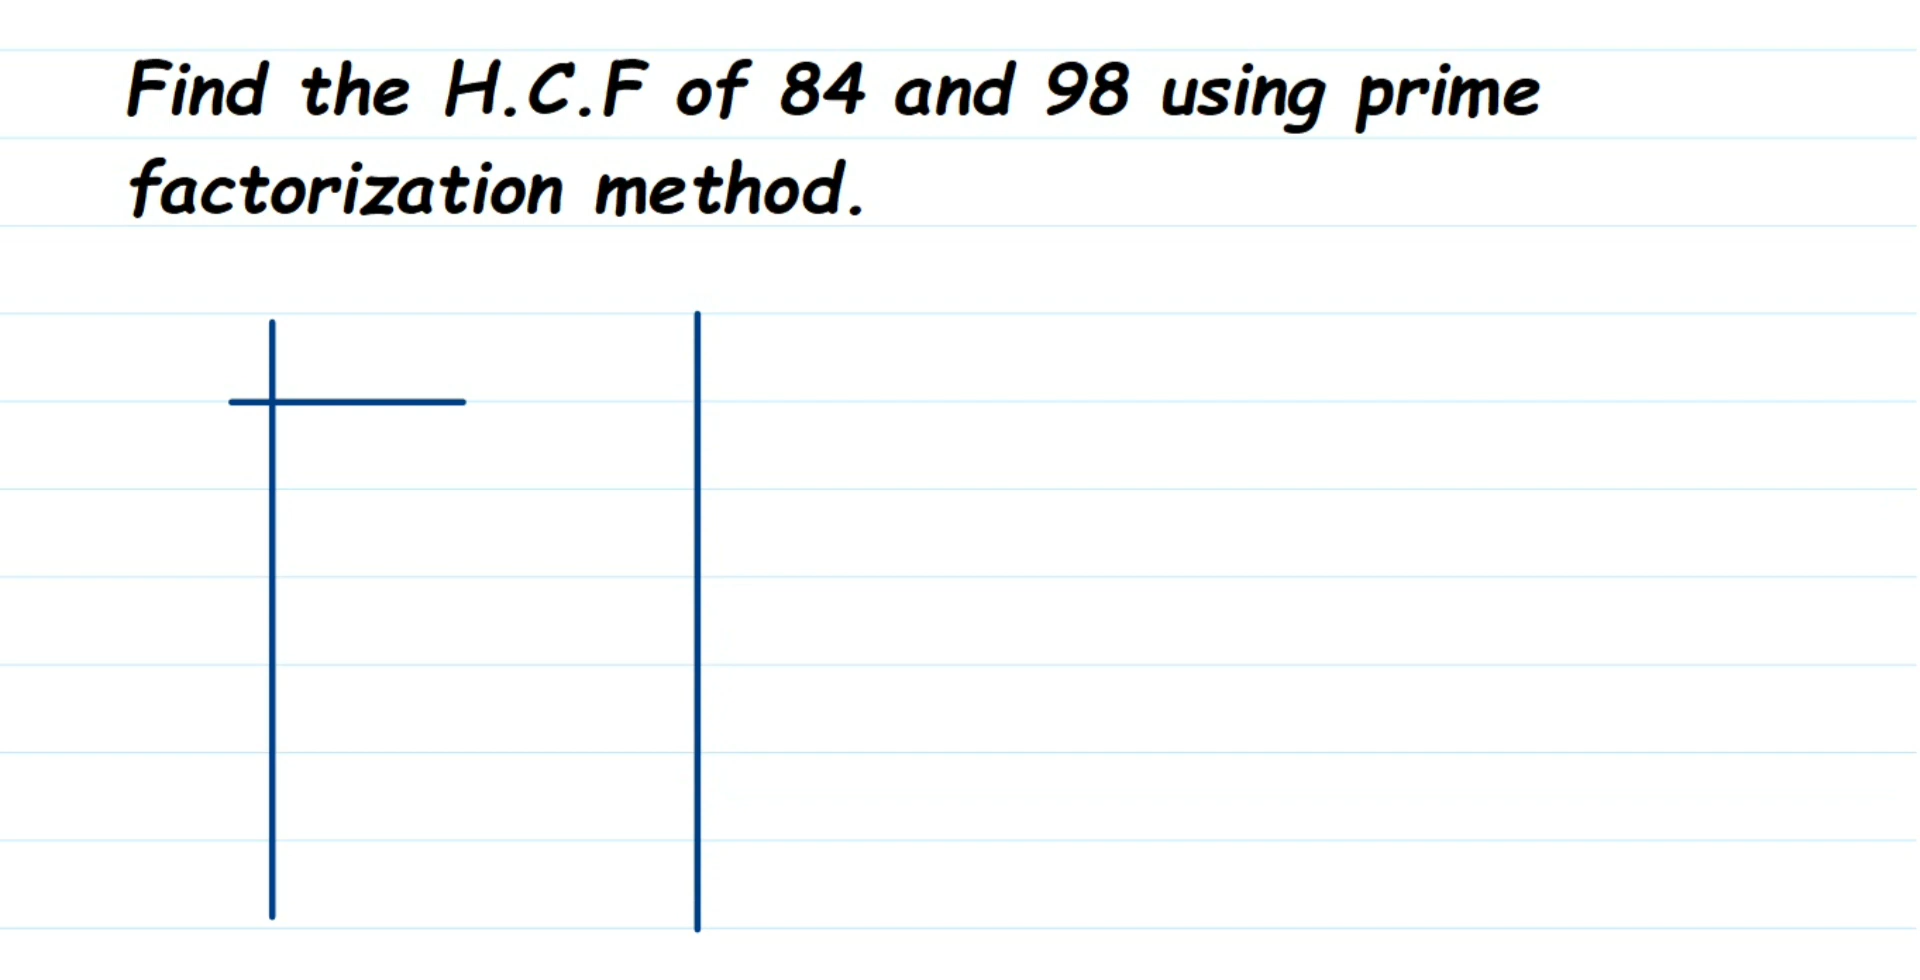 Find the H.C.F of 84 and 98 using prime
factorization method.